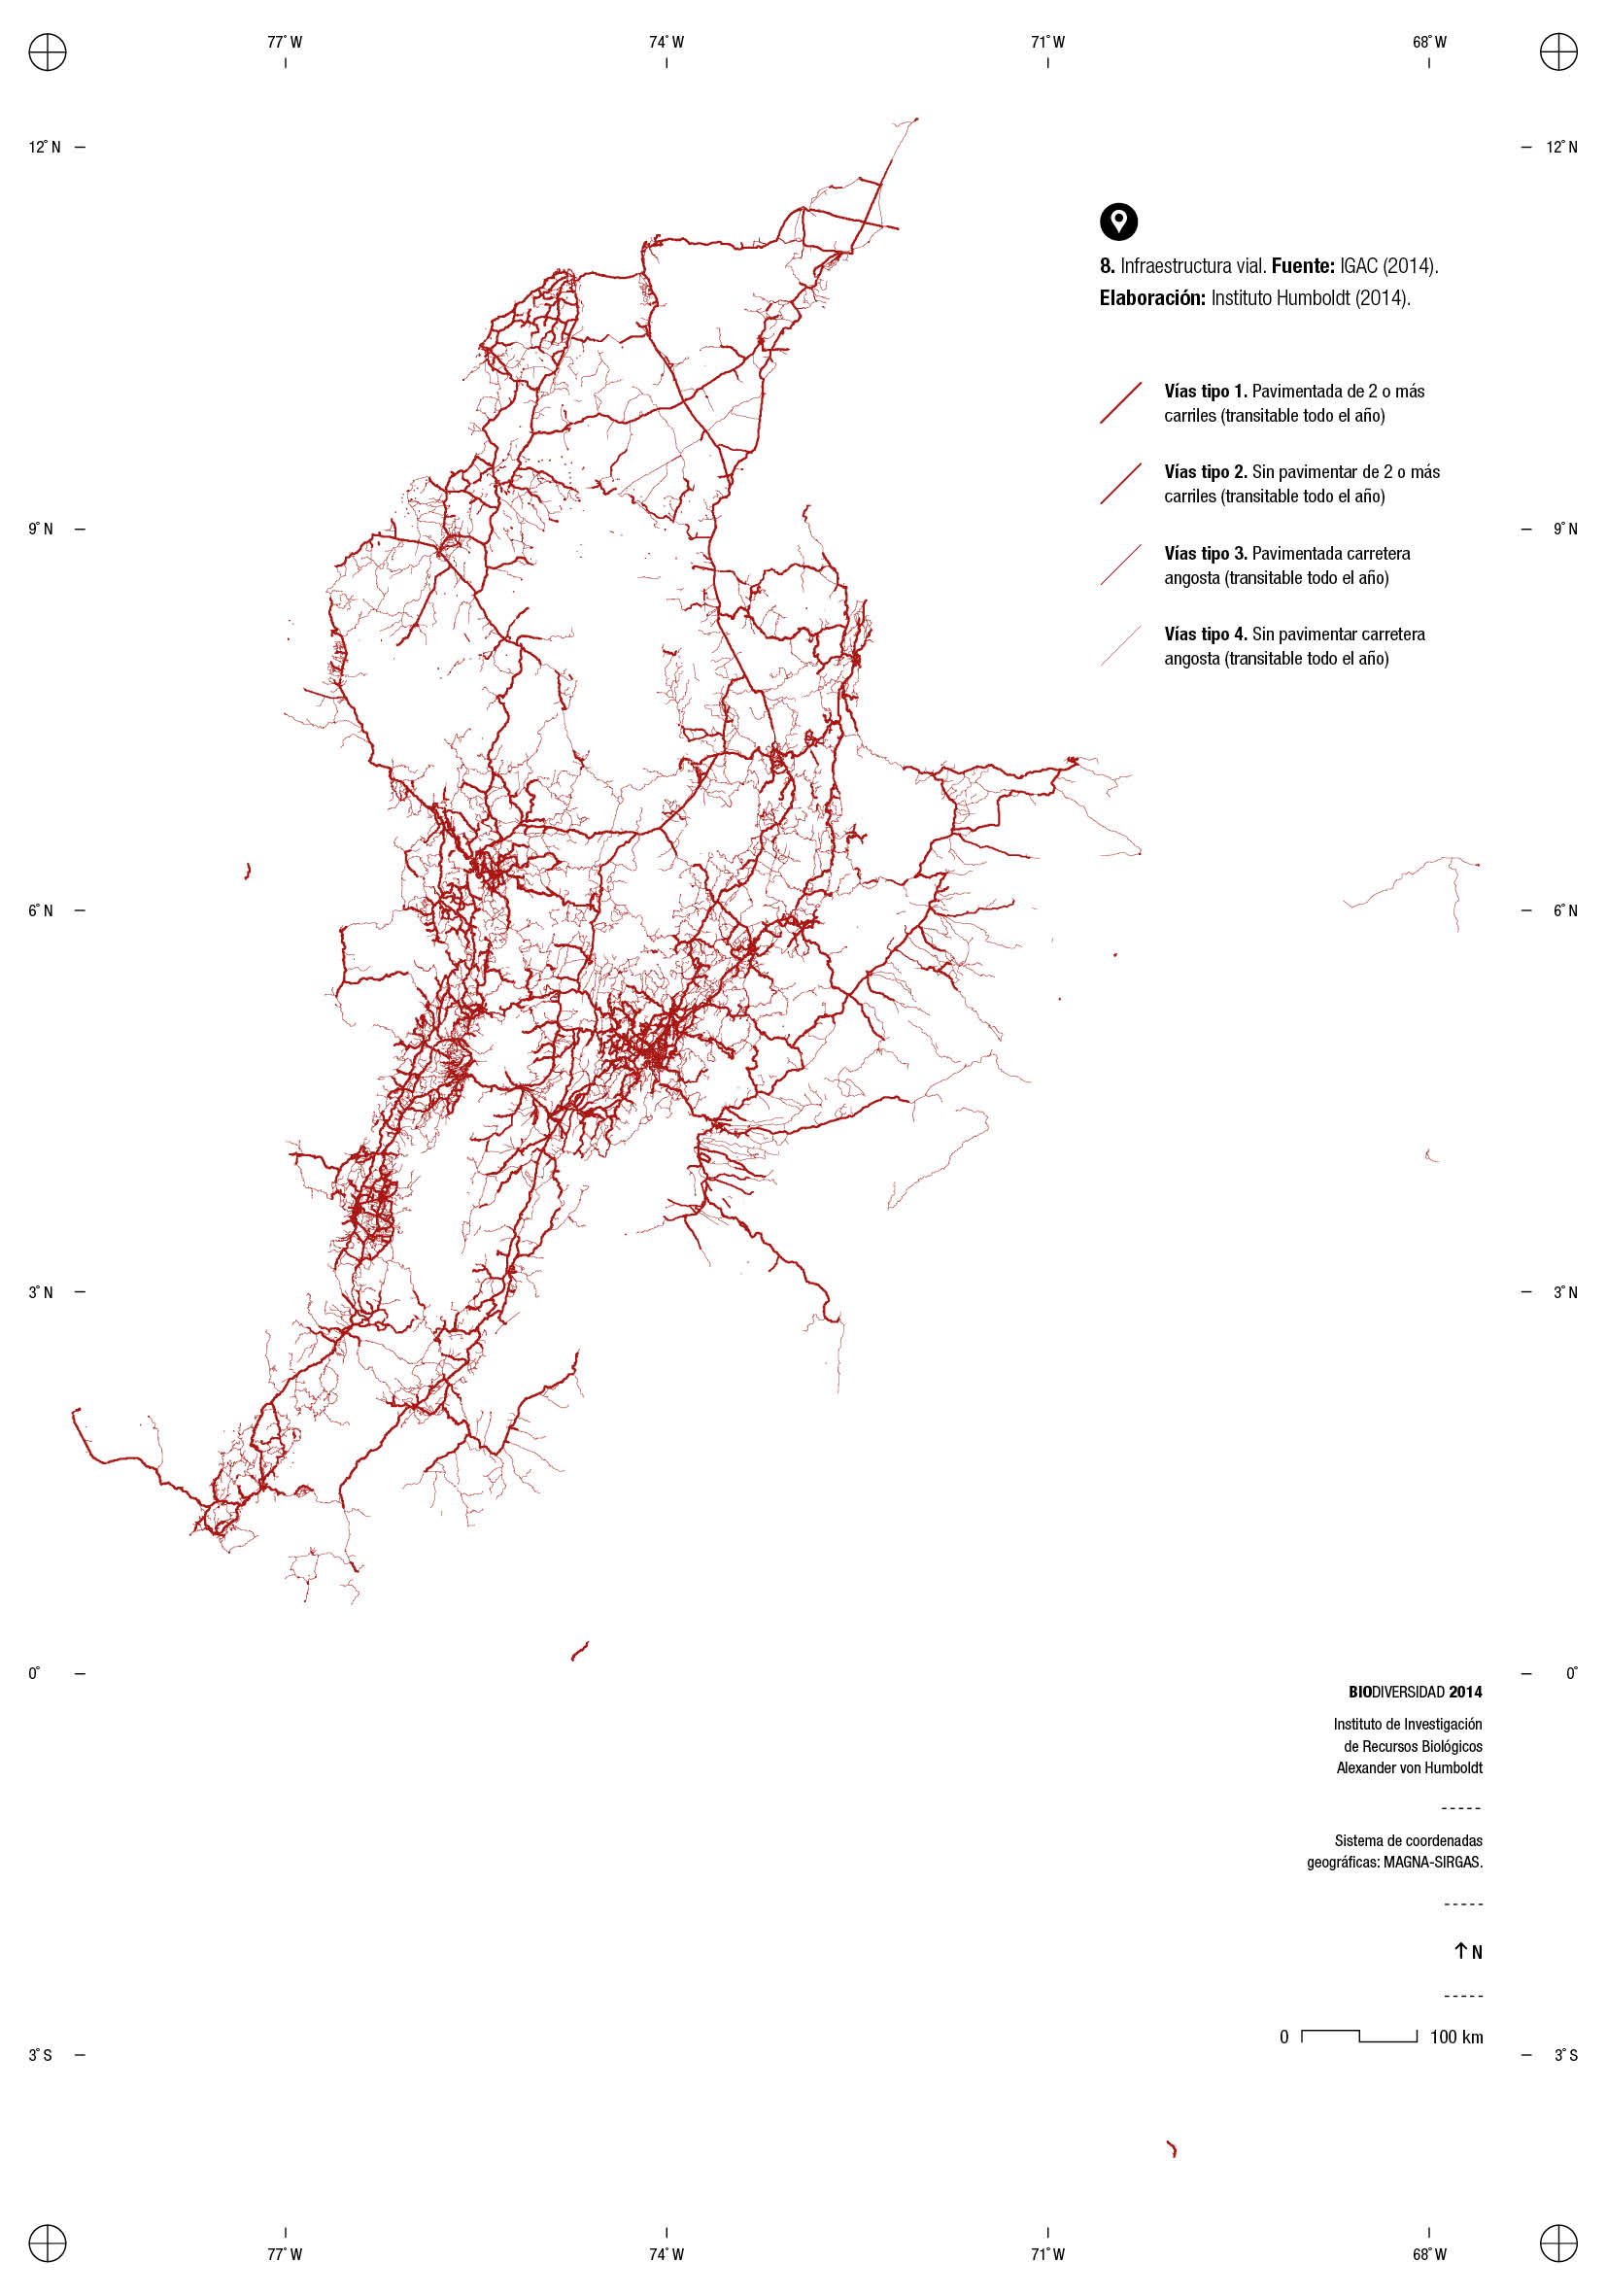 77° W
74° W
71° W
68° W
12° N
12° N
8. Infraestructura vial. Fuente: IGAC (2014).
Elaboración: Instituto Humboldt (2014).
Vías tipo 1. Pavimentada de 2 o más
carriles (transitable todo el año)
Vías tipo 2. Sin pavimentar de 2 o más
carriles (transitable todo el año)
9° N
9° N
Vías tipo 3. Pavimentada carretera
angosta (transitable todo el año)
Vías tipo 4. Sin pavimentar carretera
angosta (transitable todo el año)
6° N
6° N
3° N
3° N
0°
0°
BIODIVERSIDAD 2014
Instituto de Investigación
de Recursos Biológicos
Alexander von Humboldt
-----
Sistema de coordenadas
geográficas: MAGNA-SIRGAS.
-----
↑ N
-----
0 100 km
3° S
3° S
77° W
74° W
71° W
68° W